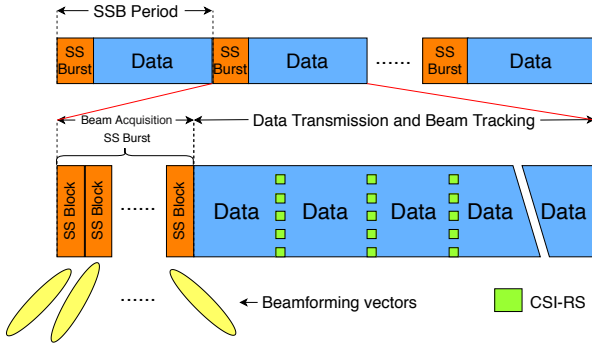 SSB Period
SS Burst
Data
SS Burst
Data
......
SS Burst
Data
Beam Acquisition
SS Burst
Data Transmission and Beam Tracking
SS Block
SS Block
......
SS Block
Data
Data
Data
Data
Data
......
Beamforming vectors
CSI-RS